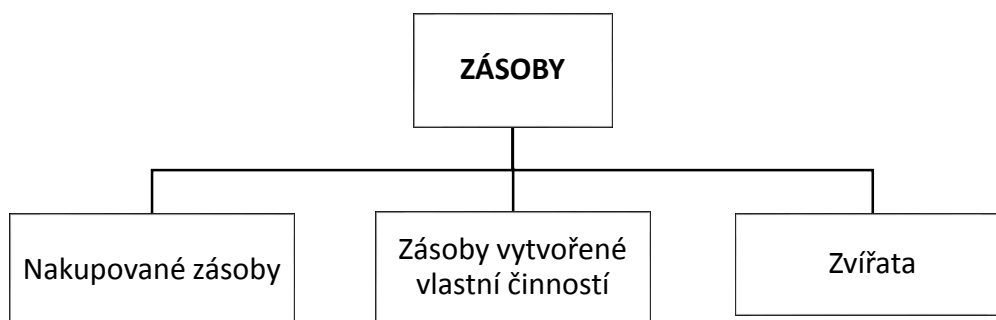 ZÁSOBY
Nakupované zásoby
Zásoby vytvořené
vlastní činností
Zvířata